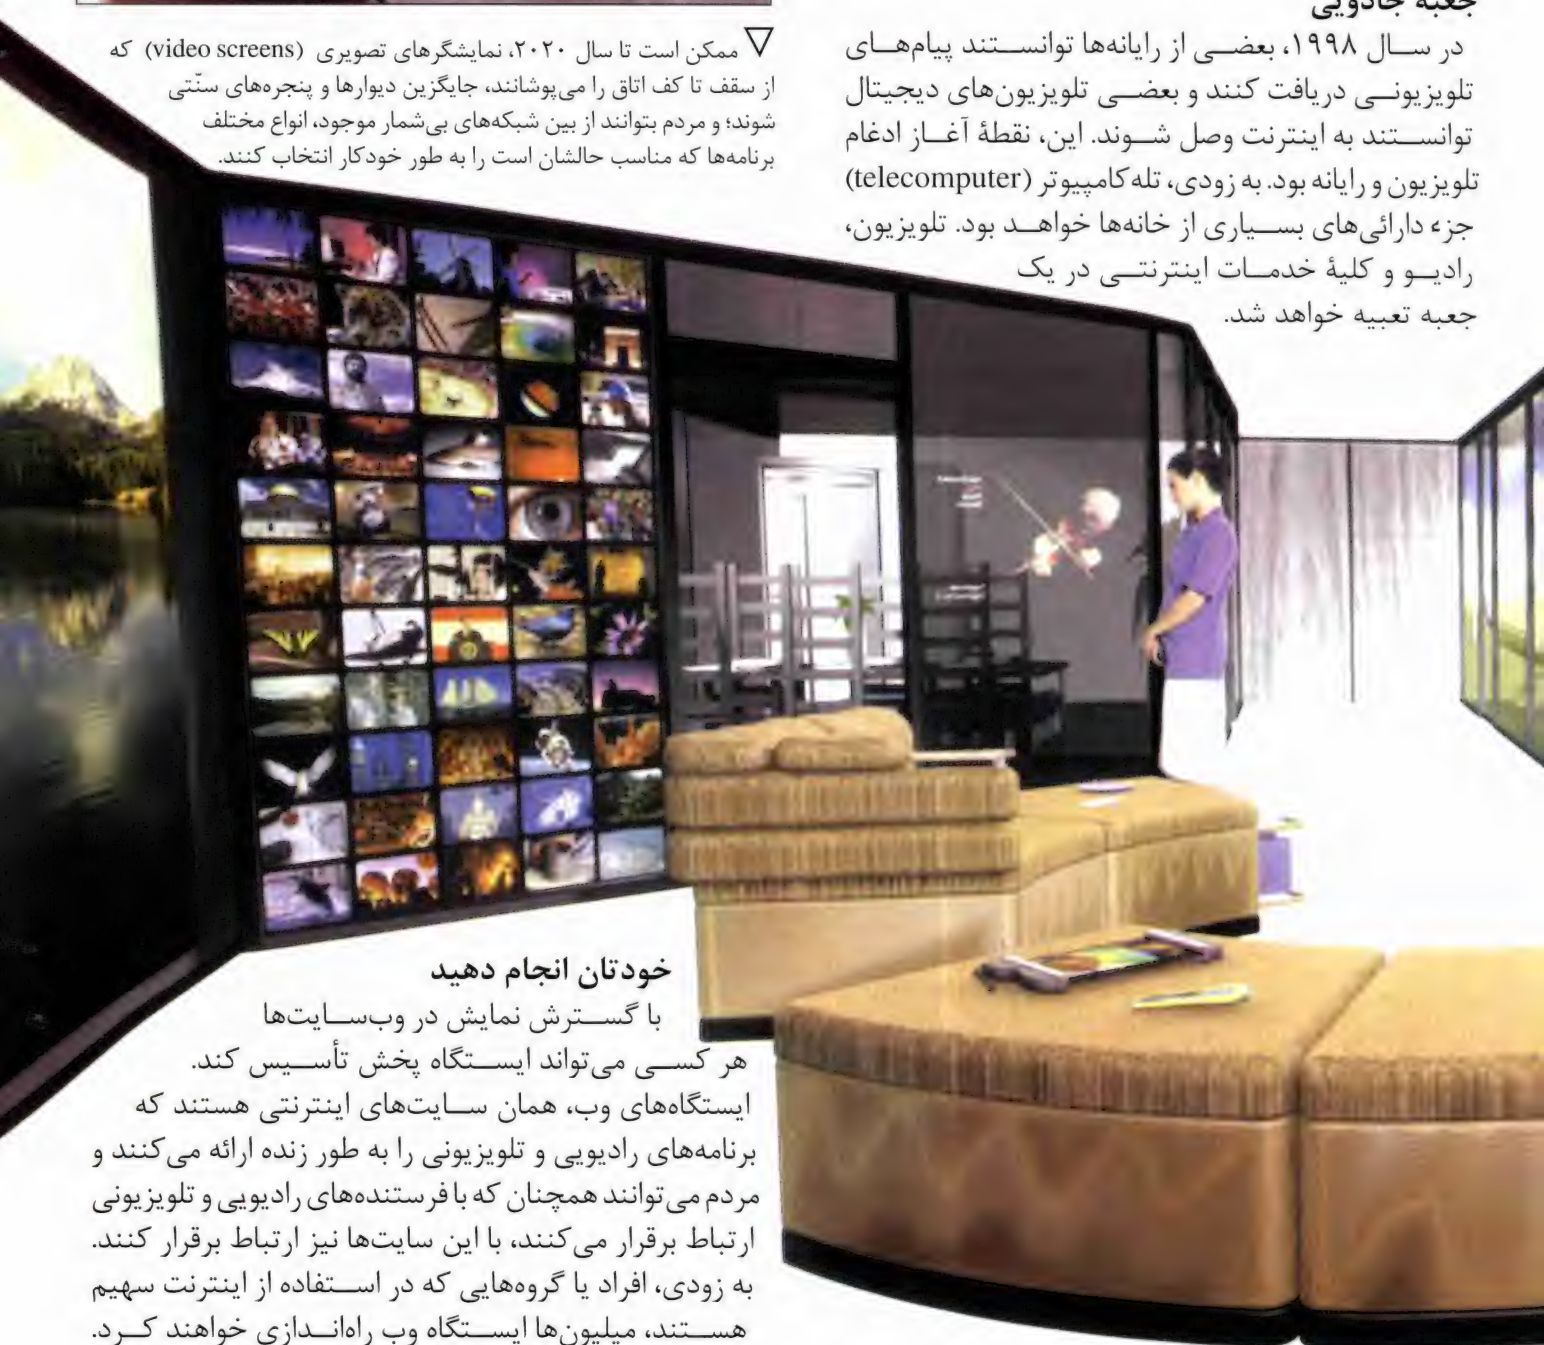 جعبه جادویی
در سال ۱۹۹۸، بعضی از رایانه‌ها توانستند پیام‌های
تلویزیونی دریافت کنند و بعضی تلویزیون‌های دیجیتال
توانستند به اینترنت وصل شوند. این، نقطهٔ آغاز ادغام
تلویزیون و رایانه بود. به زودی، تله‌کامپیوتر (telecomputer)
جزء دارائی‌های بسیاری از خانه‌ها خواهد بود. تلویزیون،
رادیو و کلیهٔ خدمات اینترنتی در یک
جعبه تعبیه خواهد شد.
▽ ممکن است تا سال ۲۰۲۰، نمایشگرهای تصویری (video screens) که
از سقف تا کف اتاق را می‌پوشانند، جایگزین دیوارها و پنجره‌های سنّتی
شوند؛ و مردم بتوانند از بین شبکه‌های بی‌شمار موجود، انواع مختلف
برنامه‌ها که مناسب حالشان است را به طور خودکار انتخاب کنند.
خودتان انجام دهید
با گسترش نمایش در وب‌سایت‌ها
هر کسی می‌تواند ایستگاه پخش تأسیس کند.
ایستگاه‌های وب، همان سایت‌های اینترنتی هستند که
برنامه‌های رادیویی و تلویزیونی را به طور زنده ارائه می‌کنند و
مردم می‌توانند همچنان که با فرستنده‌های رادیویی و تلویزیونی
ارتباط برقرار می‌کنند، با این سایت‌ها نیز ارتباط برقرار کنند.
به زودی، افراد یا گروه‌هایی که در استفاده از اینترنت سهیم
هستند، میلیون‌ها ایستگاه وب راه‌اندازی خواهند کرد.